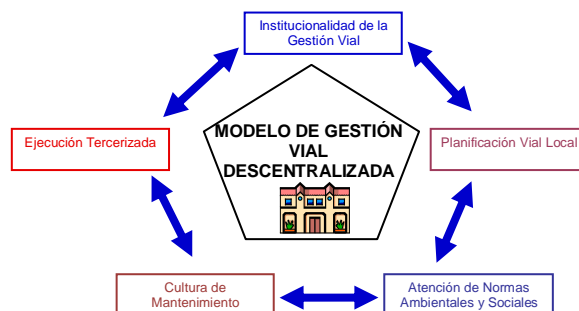 Institucionalidad de la
Gestión Vial
Ejecución Tercerizada
MODELO DE GESTIÓN
VIAL
DESCENTRALIZADA
Planificación Vial Local
Cultura de
Mantenimiento
Atención de Normas
Ambientales y Sociales